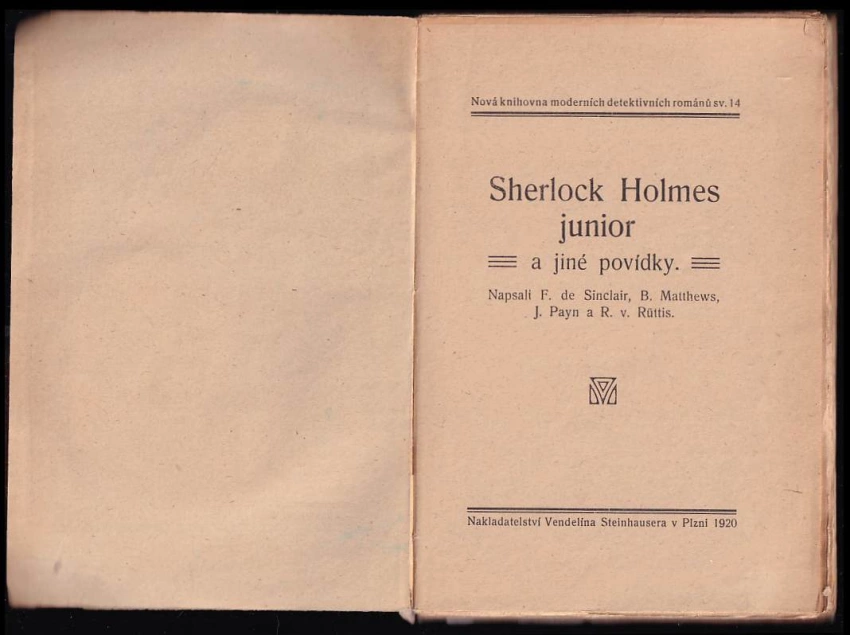 Nová knihovna moderních detektivních románů sv. 14
Sherlock Holmes
junior
a jiné povídky.
Napsali F. de Sinclair, B. Matthews,
J. Payn a R. v. Rüttis.
Nakladatelství Vendelína Steinhausera v Plzni 1920